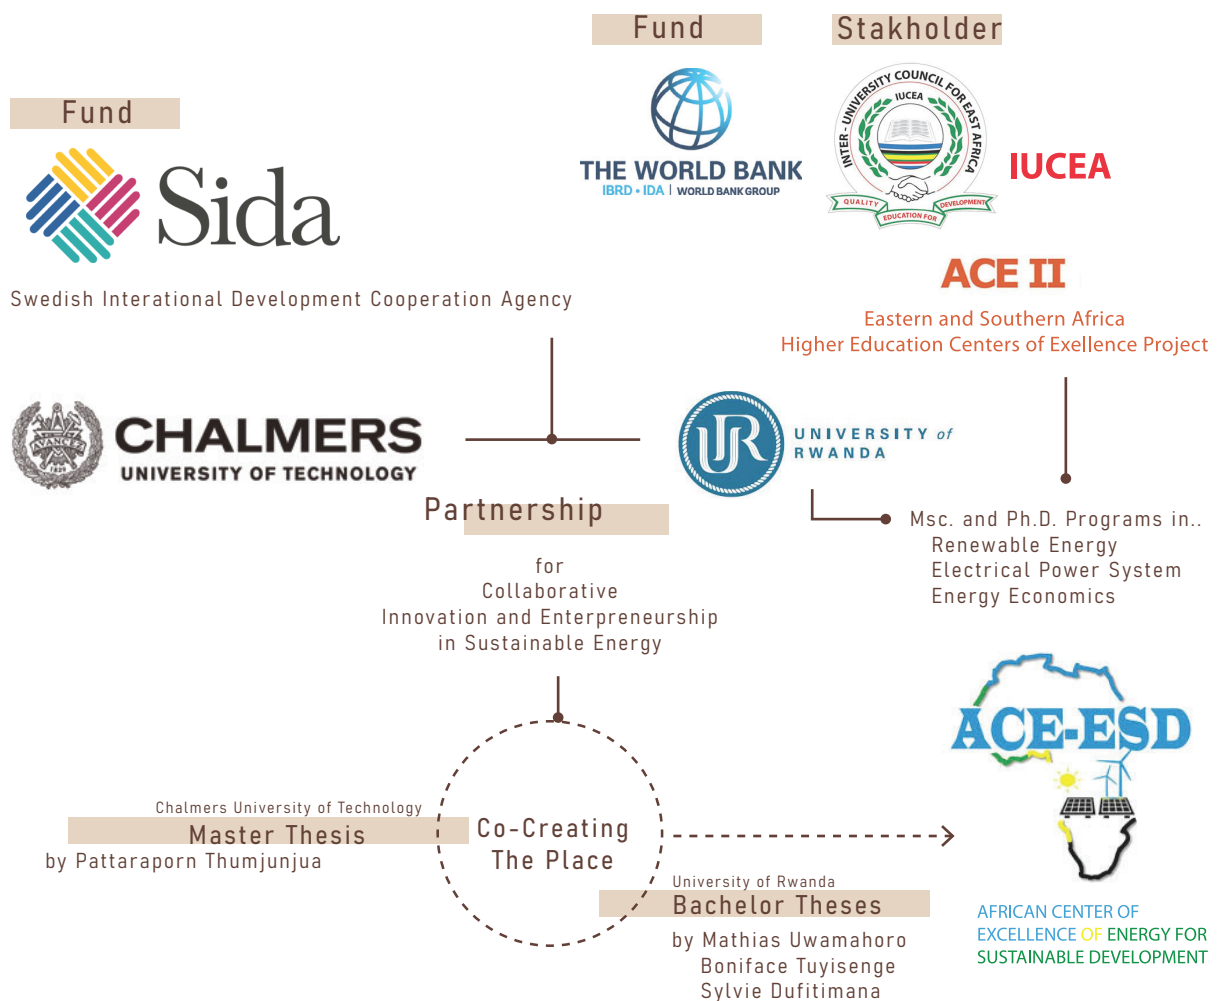 Fund
Stakholder
Fund
Sida
Swedish Interational Development Cooperation Agency
THE WORLD BANK
IBRD • IDA | WORLD BANK GROUP
INTER - UNIVERSITY COUNCIL FOR EAST AFRICA
IUCEA
QUALITY
EDUCATION FOR
DEVELOPMENT
IUCEA
ACE II
Eastern and Southern Africa
Higher Education Centers of Exellence Project
AVANCEZ
1829
CHALMERS
UNIVERSITY OF TECHNOLOGY
UR
UNIVERSITY of
RWANDA
Partnership
for
Collaborative
Innovation and Enterpreneurship
in Sustainable Energy
Msc. and Ph.D. Programs in..
Renewable Energy
Electrical Power System
Energy Economics
Chalmers University of Technology
Master Thesis
by Pattaraporn Thumjunjua
Co-Creating
The Place
University of Rwanda
Bachelor Theses
by Mathias Uwamahoro
Boniface Tuyisenge
Sylvie Dufitimana
ACE-ESD
AFRICAN CENTER OF
EXCELLENCE OF ENERGY FOR
SUSTAINABLE DEVELOPMENT